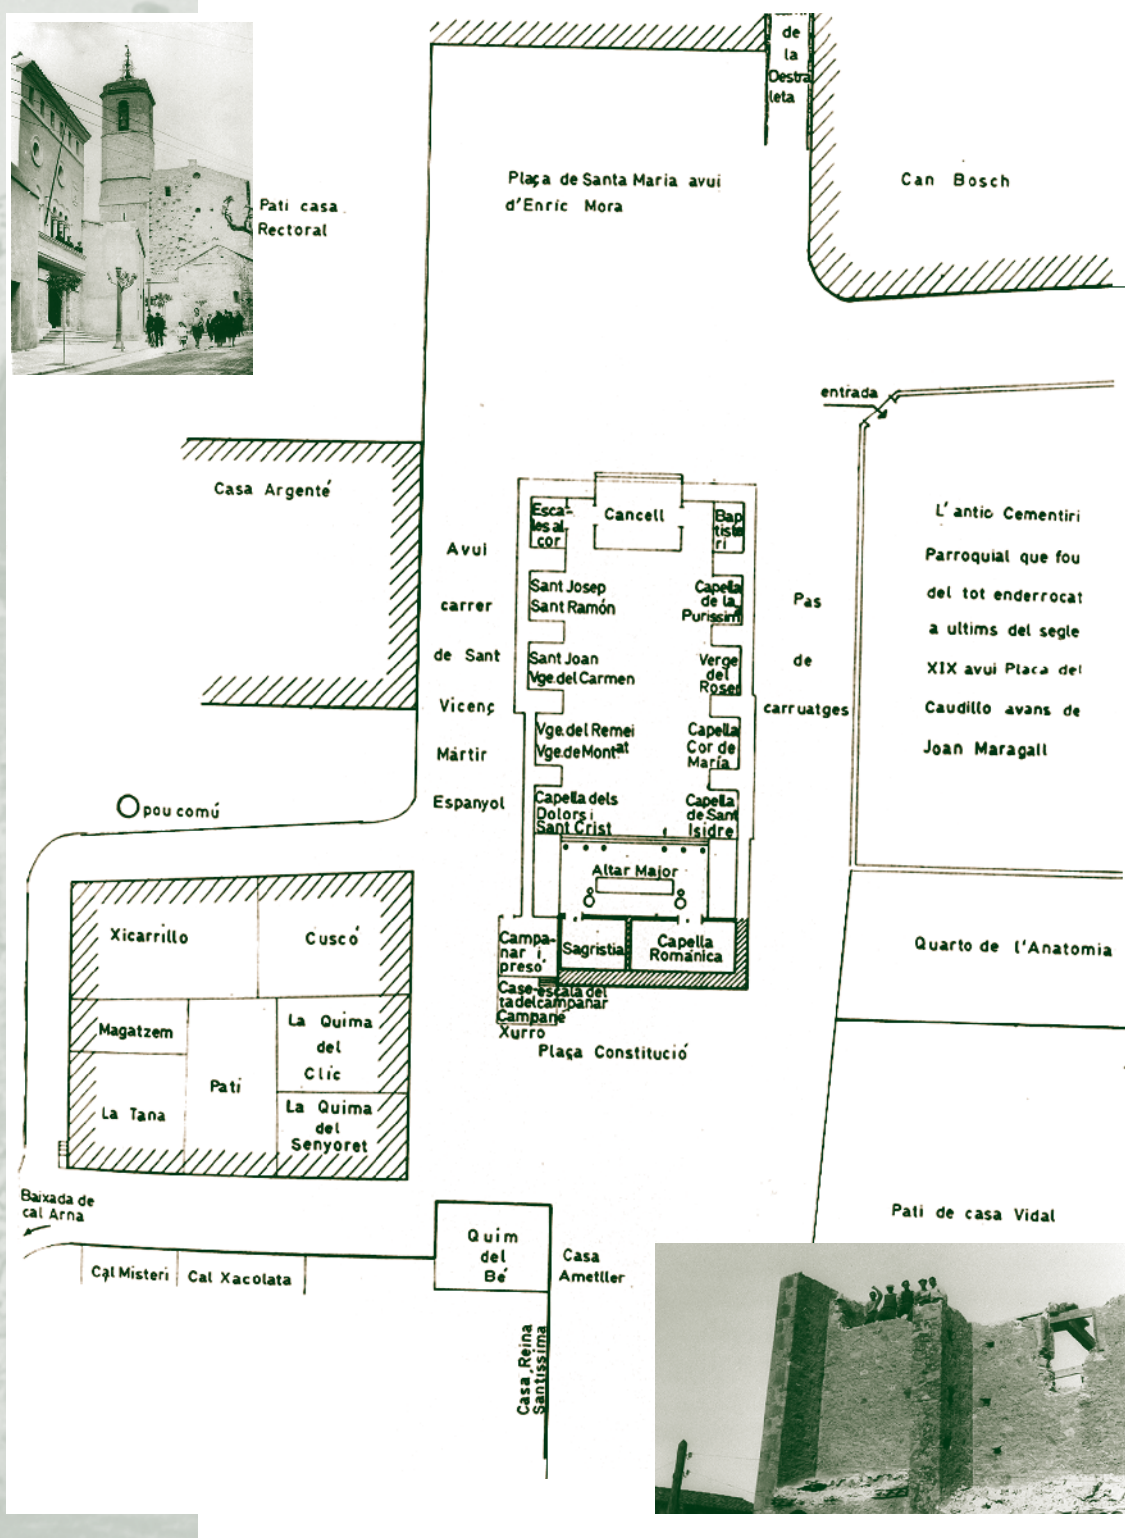 de
la
Destra
leta
Plaça de Santa Maria avui
d'Enric Mora
Can Bosch
Pati casa
Rectoral
entrada
Casa Argenté
Esca-
les al
cor
Cancell
Bap
tiste
ri
L'antic Cementiri
Parroquial que fou
del tot enderrocat
a ultims del segle
XIX avui Placa del
Caudillo avans de
Joan Maragall
Avui
carrer
de Sant
Vicenç
Màrtir
Espanyol
Sant Josep
Sant Ramón
Capella
de la
Purissima
Pas
de
carruatges
Sant Joan
Vge. del Carmen
Verge
del
Roser
Vge. del Remei
Vge. de Montat
Capella
Cor de
María
Capella dels
Dolors i
Sant Crist
Capella
de Sant
Isidre
pou comú
Altar Major
Xicarrillo
Cuscó
Campa-
nar i
presó
Sagristia
Capella
Romànica
Quarto de l'Anatomia
Case-
ta del
Campané
Xurro
escala del
campanar
Magatzem
La Quima
del
Clíc
Plaça Constitució
Pati
La Tana
La Quima
del
Senyoret
Baixada de
cal Arna
Pati de casa Vidal
Quim
del
Bé
Casa
Ametller
Cal Misteri
Cal Xacolata
Casa Reina
Santíssima